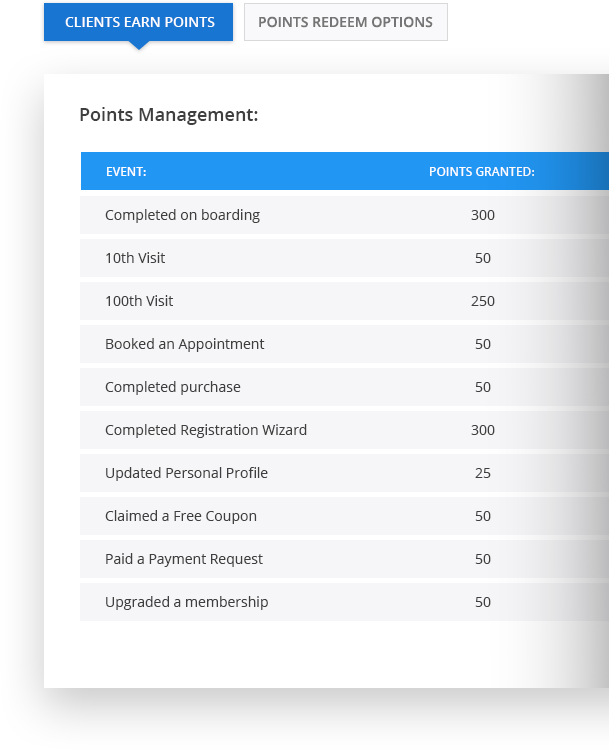 CLIENTS EARN POINTS POINTS REDEEM OPTIONS
Points Management:
EVENT: POINTS GRANTED:
Completed on boarding 300
10th Visit 50
100th Visit 250
Booked an Appointment 50
Completed purchase 50
Completed Registration Wizard 300
Updated Personal Profile 25
Claimed a Free Coupon 50
Paid a Payment Request 50
Upgraded a membership 50